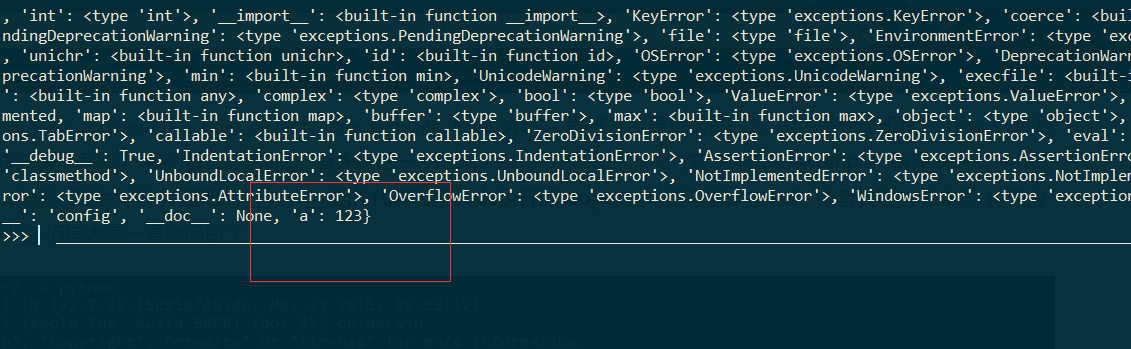 , 'int': <type 'int'>, '__import__': <built-in function __import__>, 'KeyError': <type 'exceptions.KeyError'>, 'coerce': <buil
ndingDeprecationWarning': <type 'exceptions.PendingDeprecationWarning'>, 'file': <type 'file'>, 'EnvironmentError': <type 'exc
, 'unichr': <built-in function unichr>, 'id': <built-in function id>, 'OSError': <type 'exceptions.OSError'>, 'DeprecationWarn
precationWarning'>, 'min': <built-in function min>, 'UnicodeWarning': <type 'exceptions.UnicodeWarning'>, 'execfile': <built-i
': <built-in function any>, 'complex': <type 'complex'>, 'bool': <type 'bool'>, 'ValueError': <type 'exceptions.ValueError'>,
mented, 'map': <built-in function map>, 'buffer': <type 'buffer'>, 'max': <built-in function max>, 'object': <type 'object'>,
ons.TabError'>, 'callable': <built-in function callable>, 'ZeroDivisionError': <type 'exceptions.ZeroDivisionError'>, 'eval':
'__debug__': True, 'IndentationError': <type 'exceptions.IndentationError'>, 'AssertionError': <type 'exceptions.AssertionErro
'classmethod'>, 'UnboundLocalError': <type 'exceptions.UnboundLocalError'>, 'NotImplementedError': <type 'exceptions.NotImplem
ror': <type 'exceptions.AttributeError'>, 'OverflowError': <type 'exceptions.OverflowError'>, 'WindowsError': <type 'exception
__': 'config', '__doc__': None, 'a': 123}
>>>
python